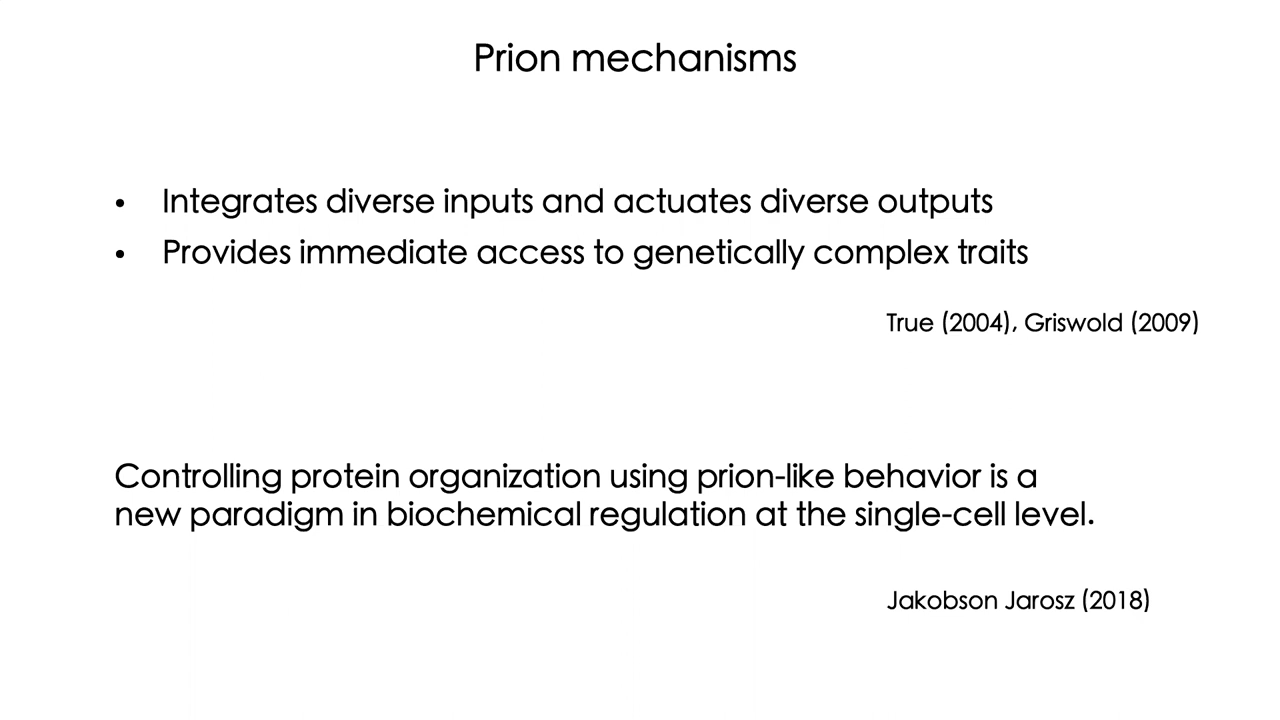 Prion mechanisms
• Integrates diverse inputs and actuates diverse outputs
• Provides immediate access to genetically complex traits
True (2004), Griswold (2009)
Controlling protein organization using prion-like behavior is a
new paradigm in biochemical regulation at the single-cell level.
Jakobson Jarosz (2018)